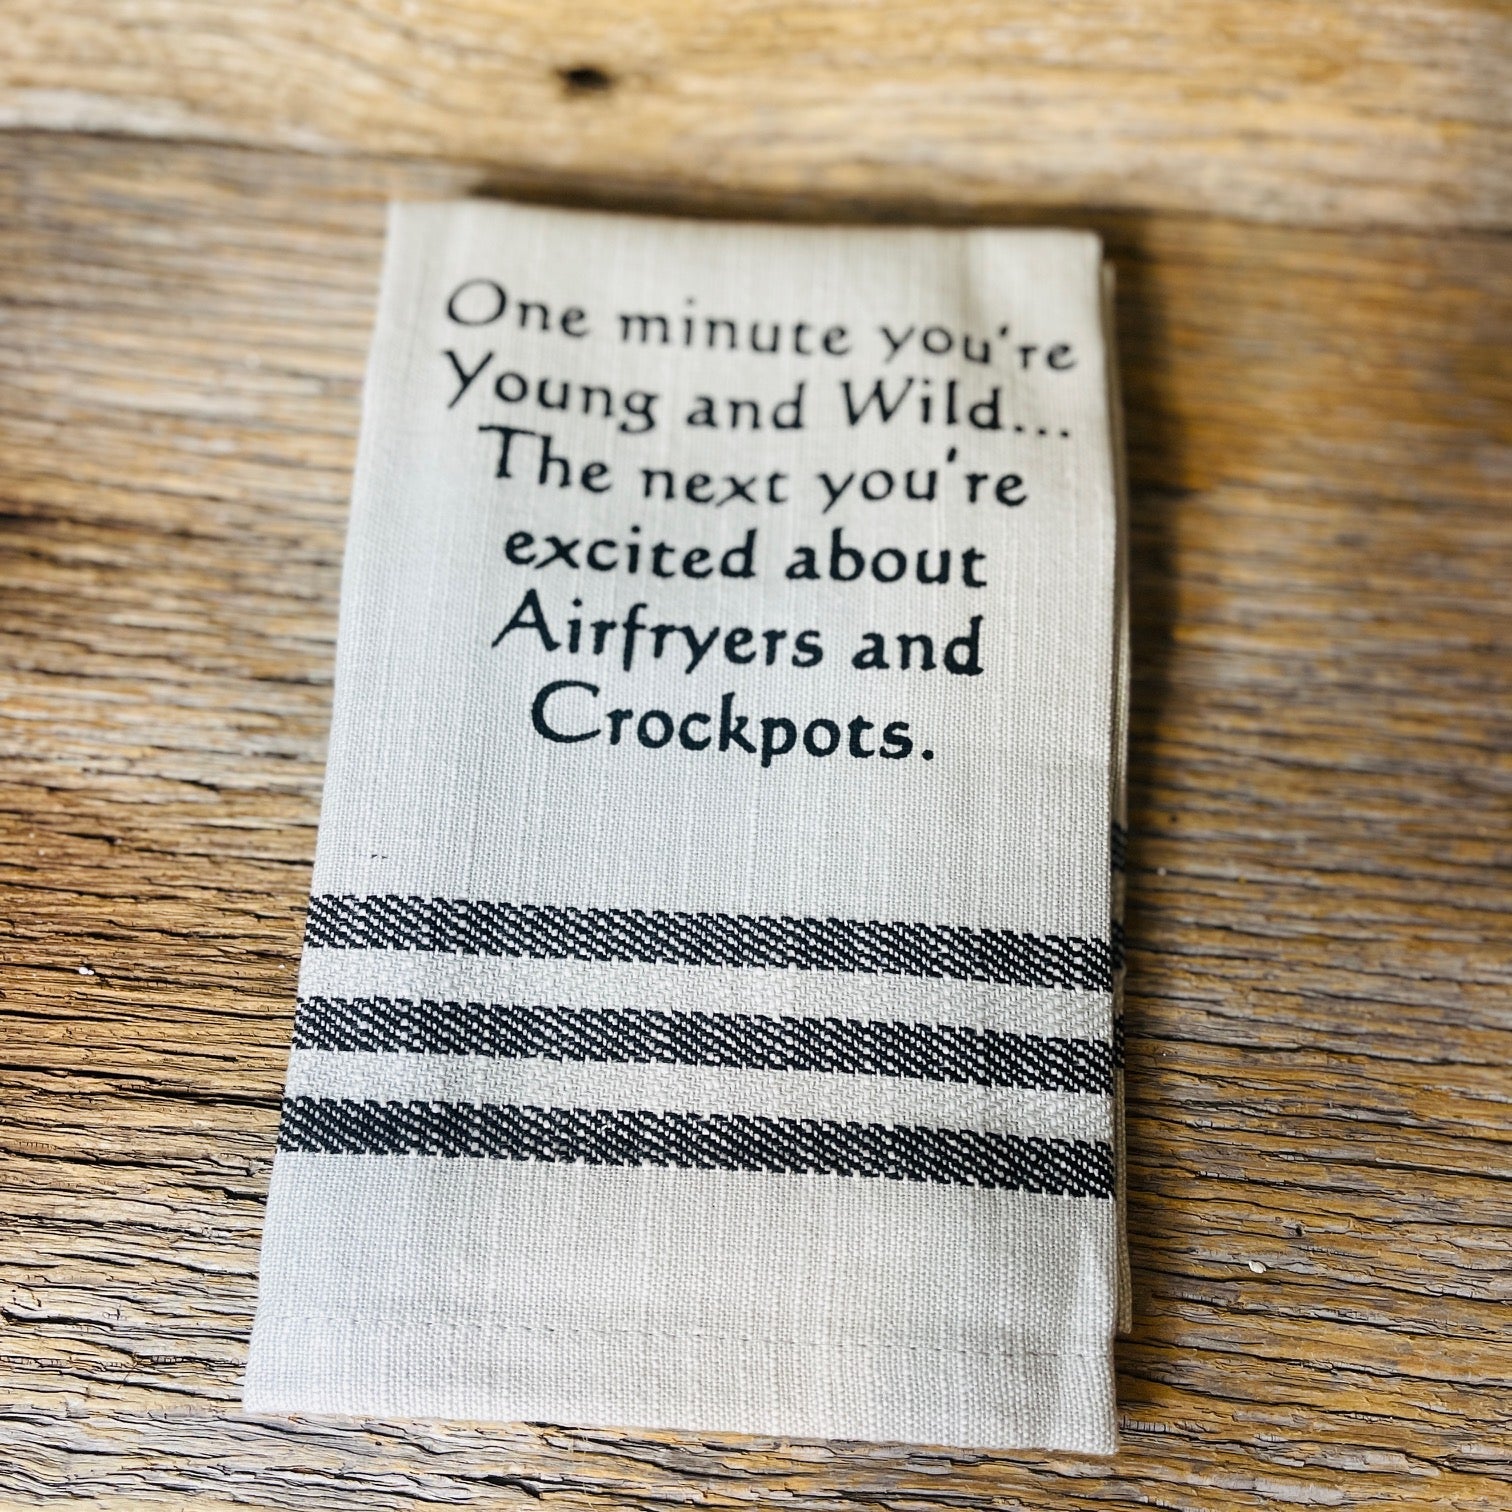 One minute you're
Young and Wild...
The next you're
excited about
Airfryers and
Crockpots.